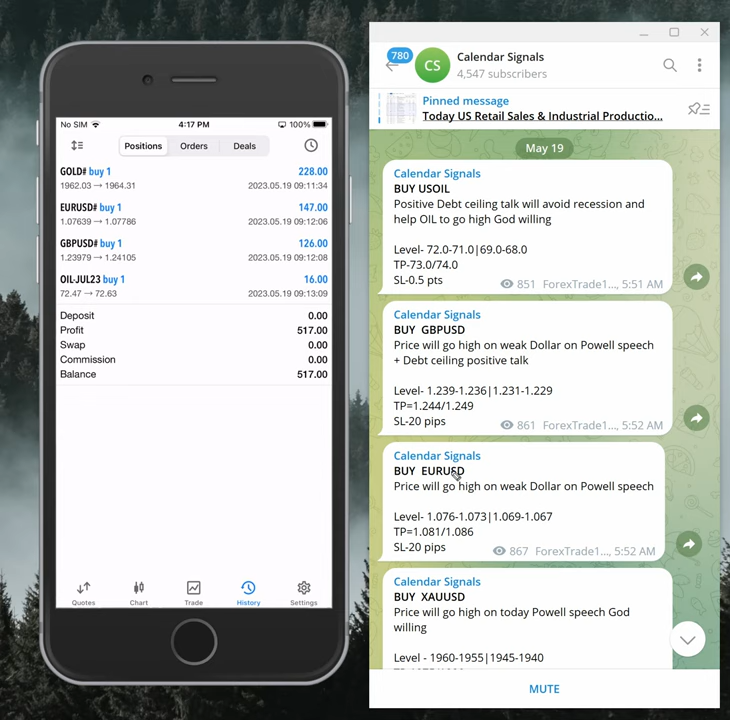 No SIM 4:17 PM 100%
Positions Orders Deals
GOLD# buy 1 228.00
1962.03 → 1964.31 2023.05.19 09:11:34
EURUSD# buy 1 147.00
1.07639 → 1.07786 2023.05.19 09:12:06
GBPUSD# buy 1 126.00
1.23979 → 1.24105 2023.05.19 09:12:08
OIL-JUL23 buy 1 16.00
72.47 → 72.63 2023.05.19 09:13:09
Deposit 0.00
Profit 517.00
Swap 0.00
Commission 0.00
Balance 517.00
Quotes Chart Trade History Settings
780
CS
Calendar Signals
4,547 subscribers
Pinned message
Today US Retail Sales & Industrial Productio...
May 19
Calendar Signals
BUY USOIL
Positive Debt ceiling talk will avoid recession and
help OIL to go high God willing
Level- 72.0-71.0|69.0-68.0
TP-73.0/74.0
SL-0.5 pts 851 ForexTrade1..., 5:51 AM
Calendar Signals
BUY GBPUSD
Price will go high on weak Dollar on Powell speech
+ Debt ceiling positive talk
Level- 1.239-1.236|1.231-1.229
TP=1.244/1.249
SL-20 pips 861 ForexTrade1..., 5:52 AM
Calendar Signals
BUY EURUSD
Price will go high on weak Dollar on Powell speech
Level- 1.076-1.073|1.069-1.067
TP=1.081/1.086
SL-20 pips 867 ForexTrade1..., 5:52 AM
Calendar Signals
BUY XAUUSD
Price will go high on today Powell speech God
willing
Level - 1960-1955|1945-1940
MUTE